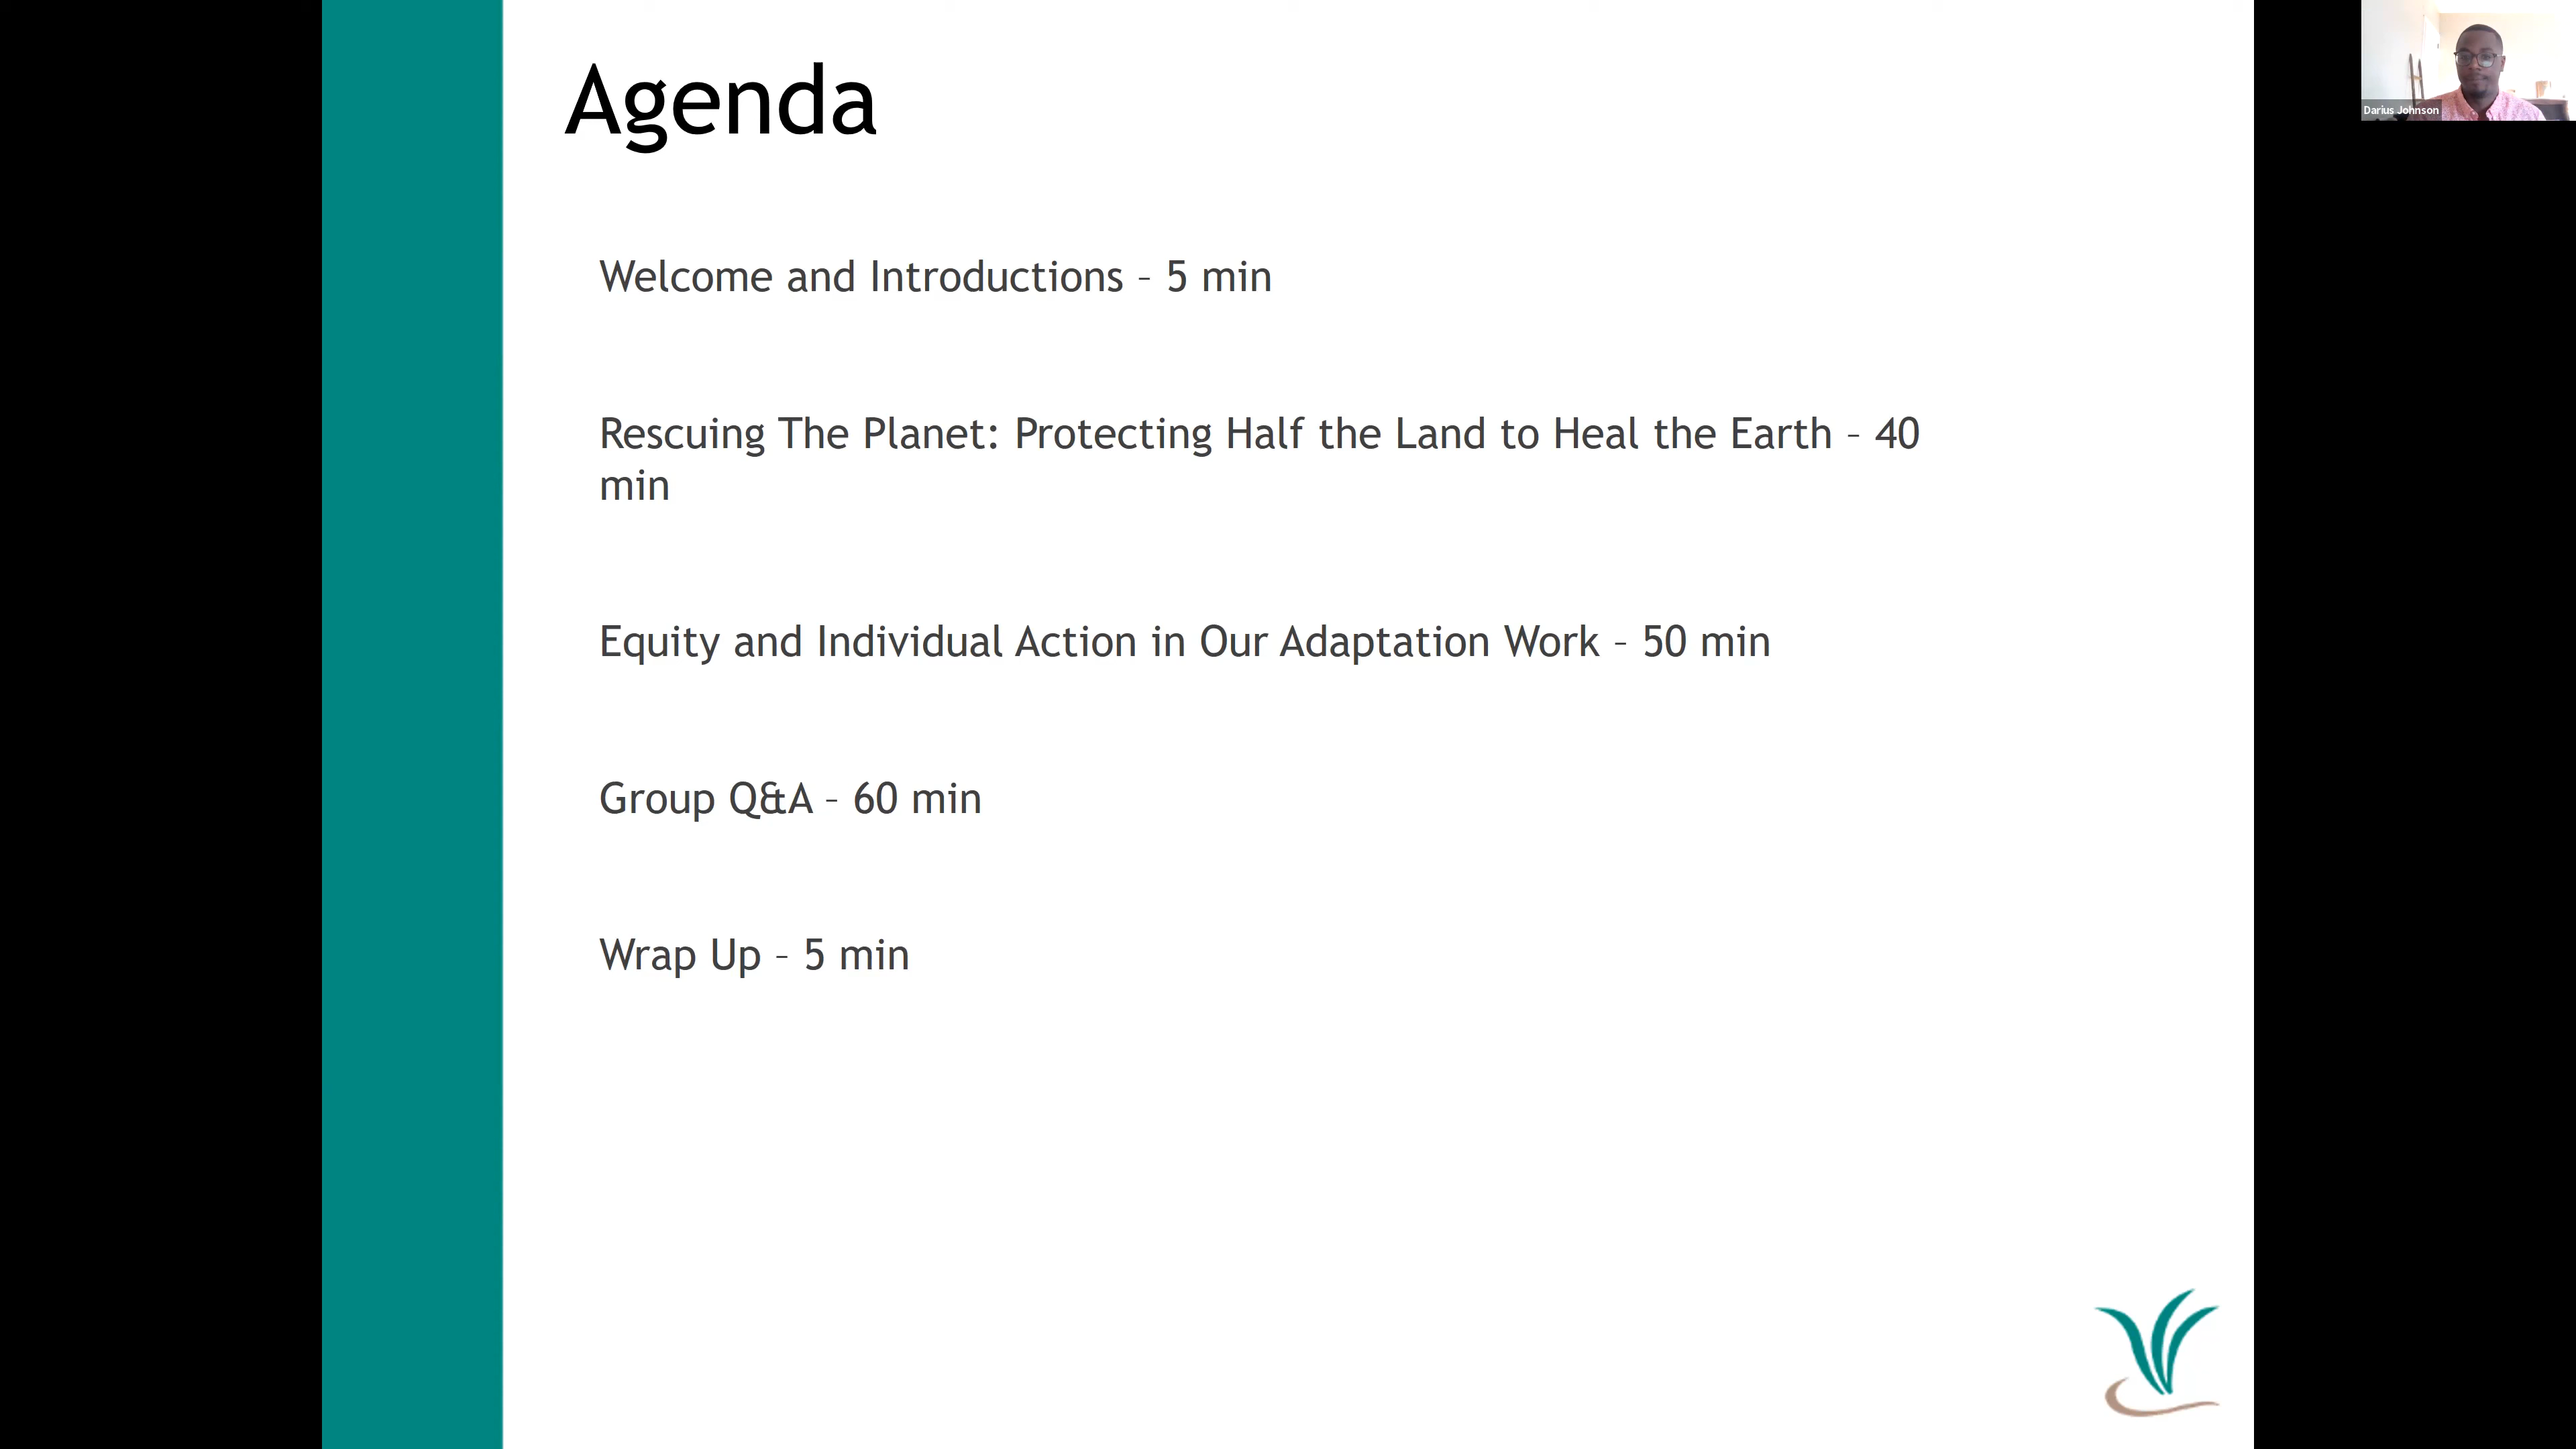 Agenda
Darius Johnson
Welcome and Introductions – 5 min
Rescuing The Planet: Protecting Half the Land to Heal the Earth – 40
min
Equity and Individual Action in Our Adaptation Work – 50 min
Group Q&A – 60 min
Wrap Up – 5 min